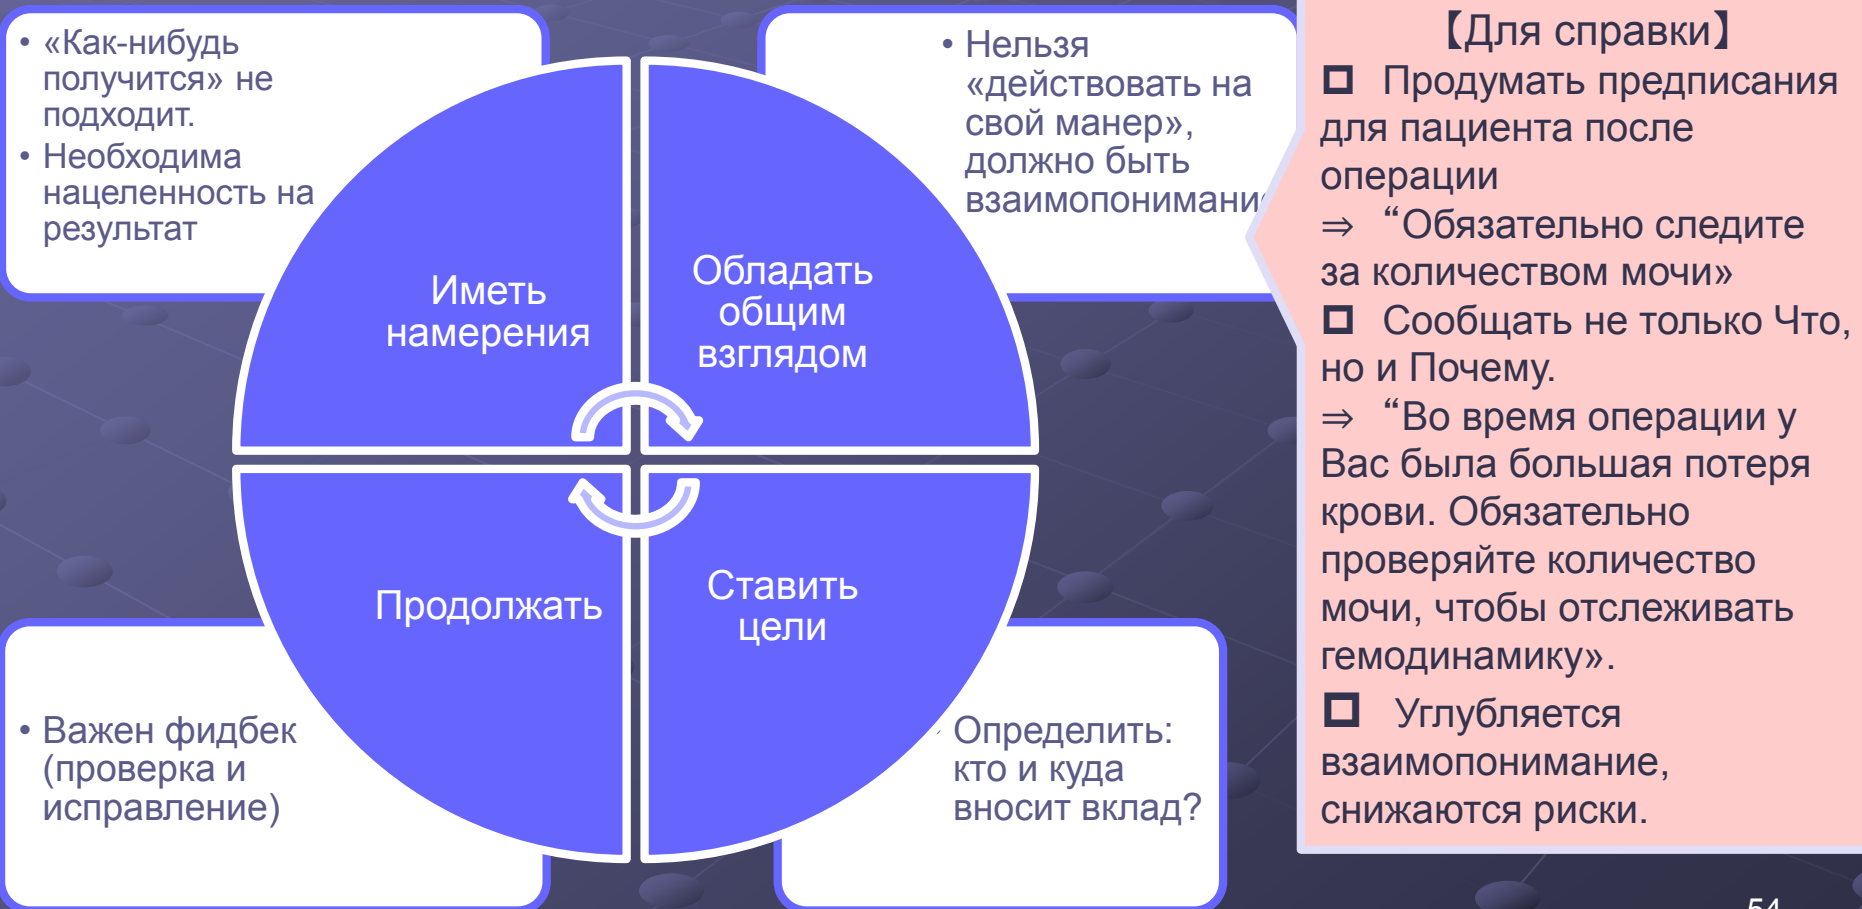 • «Как-нибудь
получится» не
подходит.
• Необходима
нацеленность на
результат
• Нельзя
«действовать на
свой манер»,
должно быть
взаимопонимание
Иметь
намерения
Обладать
общим
взглядом
Продолжать
Ставить
цели
• Важен фидбек
(проверка и
исправление)
• Определить:
кто и куда
вносит вклад?
【Для справки】
Продумать предписания
для пациента после
операции
⇒ “Обязательно следите
за количеством мочи»
Сообщать не только Что,
но и Почему.
⇒ “Во время операции у
Вас была большая потеря
крови. Обязательно
проверяйте количество
мочи, чтобы отслеживать
гемодинамику».
Углубляется
взаимопонимание,
снижаются риски.
54